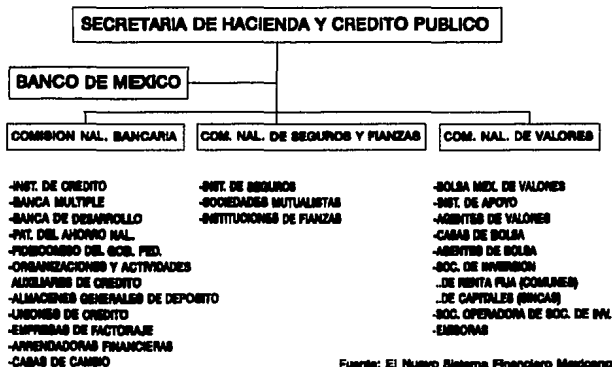 SECRETARIA DE HACIENDA Y CREDITO PUBLICO
BANCO DE MEXICO
COMISION NAL. BANCARIA
COM. NAL. DE SEGUROS Y FIANZAS
COM. NAL. DE VALORES
-INST. DE CREDITO
-BANCA MULTIPLE
-BANCA DE DESARROLLO
-PAT. DEL AHORRO NAL.
-FIDEICOMISO DEL GOB. FED.
-ORGANIZACIONES Y ACTIVIDADES
AUXILIARES DE CREDITO
-ALMACENES GENERALES DE DEPOSITO
-UNIONES DE CREDITO
-EMPRESAS DE FACTORAJE
-ARRENDADORAS FINANCIERAS
-CASAS DE CAMBIO
-INST. DE SEGUROS
-SOCIEDADES MUTUALISTAS
-INSTITUCIONES DE FIANZAS
-BOLSA MEX. DE VALORES
-INST. DE APOYO
-AGENTES DE VALORES
-CASAS DE BOLSA
-AGENTES DE BOLSA
-SOC. DE INVERSION
..DE RENTA FIJA (COMUNES)
..DE CAPITALES (SINCAS)
-SOC. OPERADORA DE SOC. DE INV.
-EMISORAS
Fuente: El Nuevo Sistema Financiero Mexicano